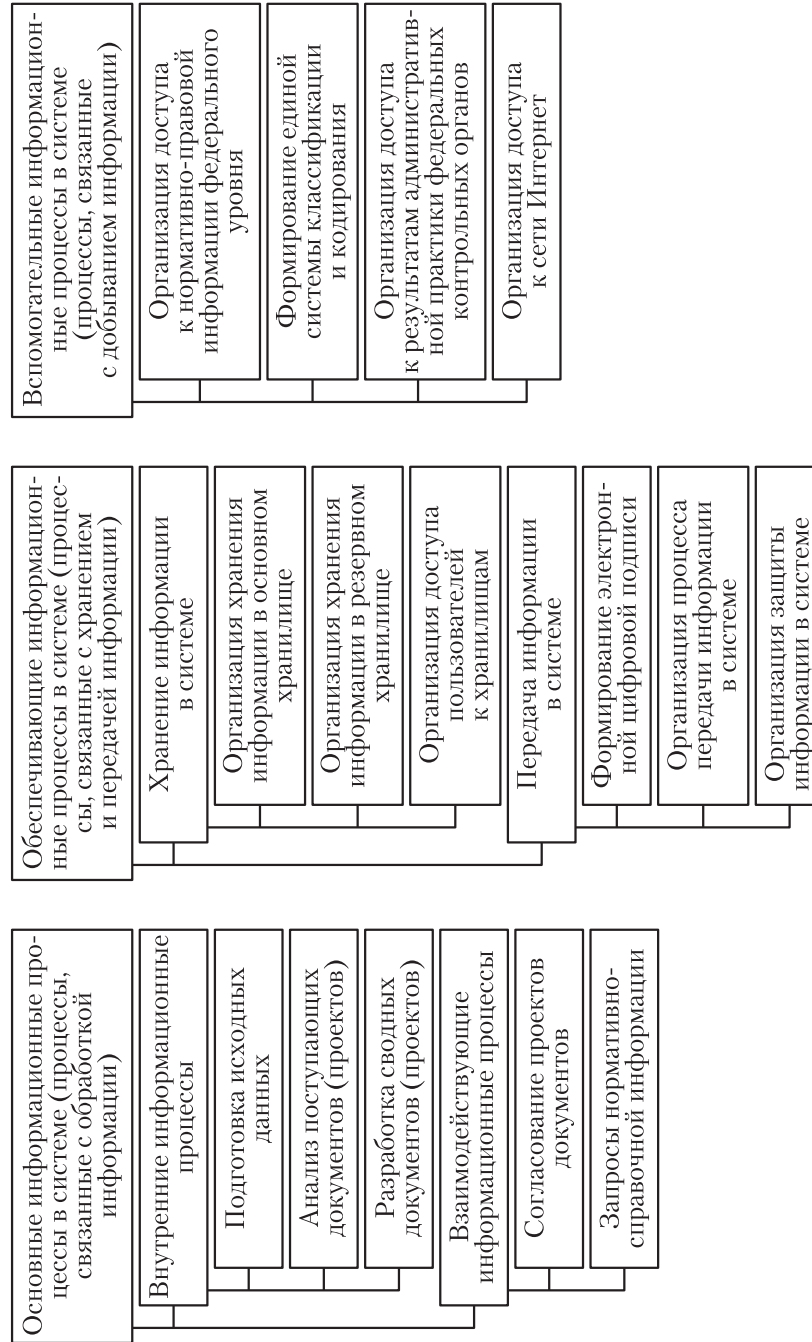 Основные информационные про-
цессы в системе (процессы,
связанные с обработкой
информации)
Внутренние информационные
процессы
Подготовка исходных
данных
Анализ поступающих
документов (проектов)
Разработка сводных
документов (проектов)
Взаимодействующие
информационные процессы
Согласование проектов
документов
Запросы нормативно-
справочной информации
Обеспечивающие информацион-
ные процессы в системе (процес-
сы, связанные с хранением
и передачей информации)
Хранение информации
в системе
Организация хранения
информации в основном
хранилище
Организация хранения
информации в резервном
хранилище
Организация доступа
пользователей
к хранилищам
Передача информации
в системе
Формирование электрон-
ной цифровой подписи
Организация процесса
передачи информации
в системе
Организация защиты
информации в системе
Вспомогательные информацион-
ные процессы в системе
(процессы, связанные
с добыванием информации)
Организация доступа
к нормативно-правовой
информации федерального
уровня
Формирование единой
системы классификации
и кодирования
Организация доступа
к результатам административ-
ной практики федеральных
контрольных органов
Организация доступа
к сети Интернет